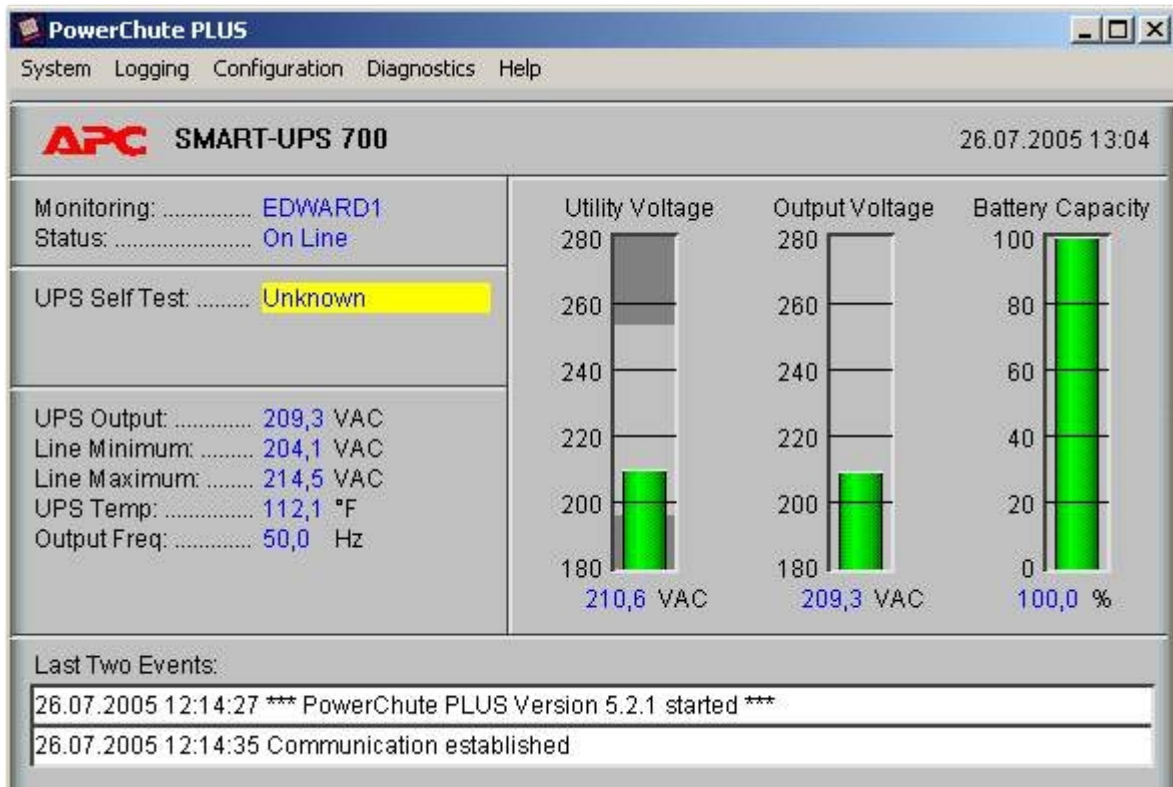 PowerChute PLUS
System Logging Configuration Diagnostics Help
APC SMART-UPS 700 26.07.2005 13:04
Monitoring: .............. EDWARD1
Status: ....................... On Line
UPS Self Test: ......... Unknown
UPS Output: ............. 209,3 VAC
Line Minimum: ......... 204,1 VAC
Line Maximum: ........ 214,5 VAC
UPS Temp: ............... 112,1 °F
Output Freq: ............. 50,0 Hz
Utility Voltage Output Voltage Battery Capacity
280 280 100
260 260 80
240 240 60
220 220 40
200 200 20
180 180 0
210,6 VAC 209,3 VAC 100,0 %
Last Two Events:
26.07.2005 12:14:27 *** PowerChute PLUS Version 5.2.1 started ***
26.07.2005 12:14:35 Communication established